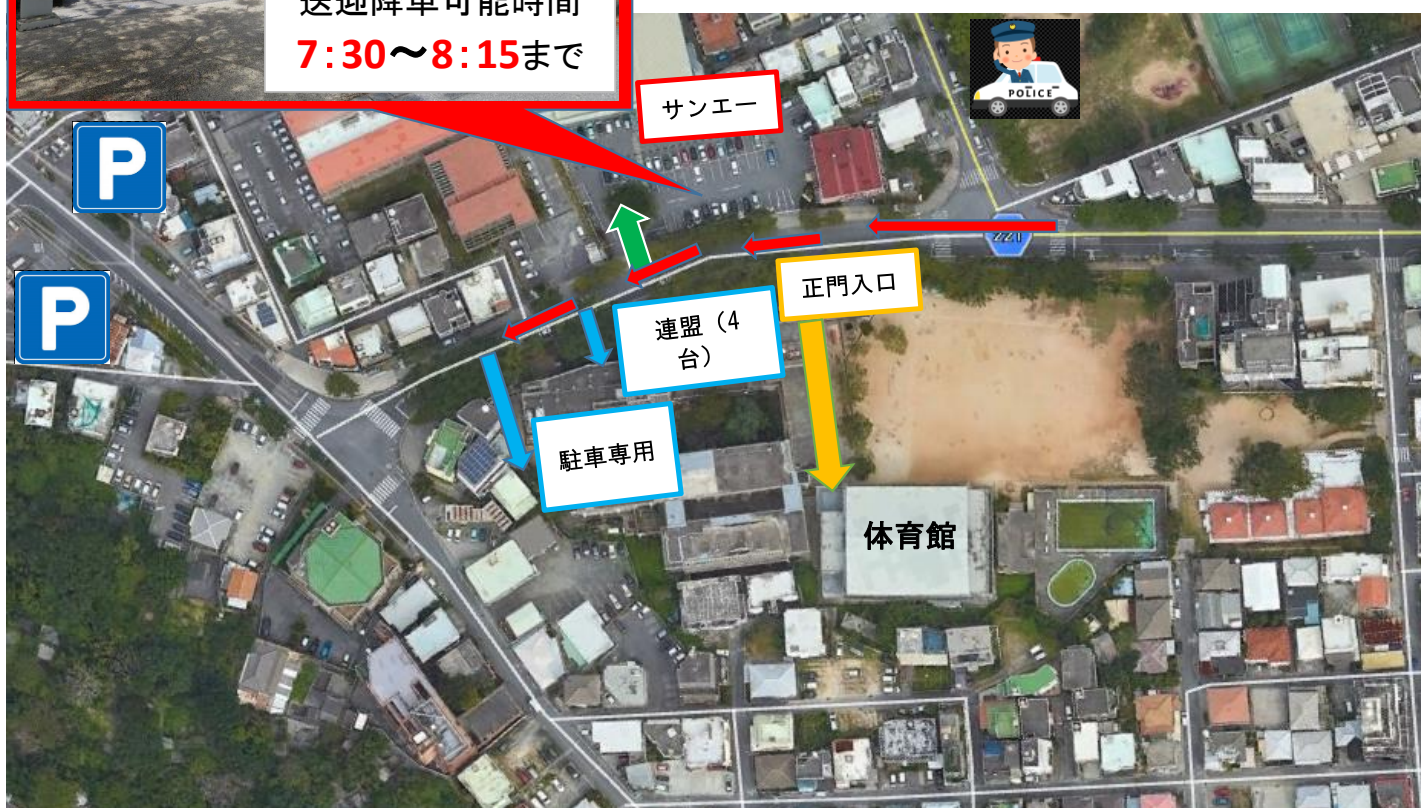 送迎降車可能時間
7:30～8:15まで
サンエー
POLICE
P
221
正門入口
P
連盟（4
台）
駐車専用
体育館